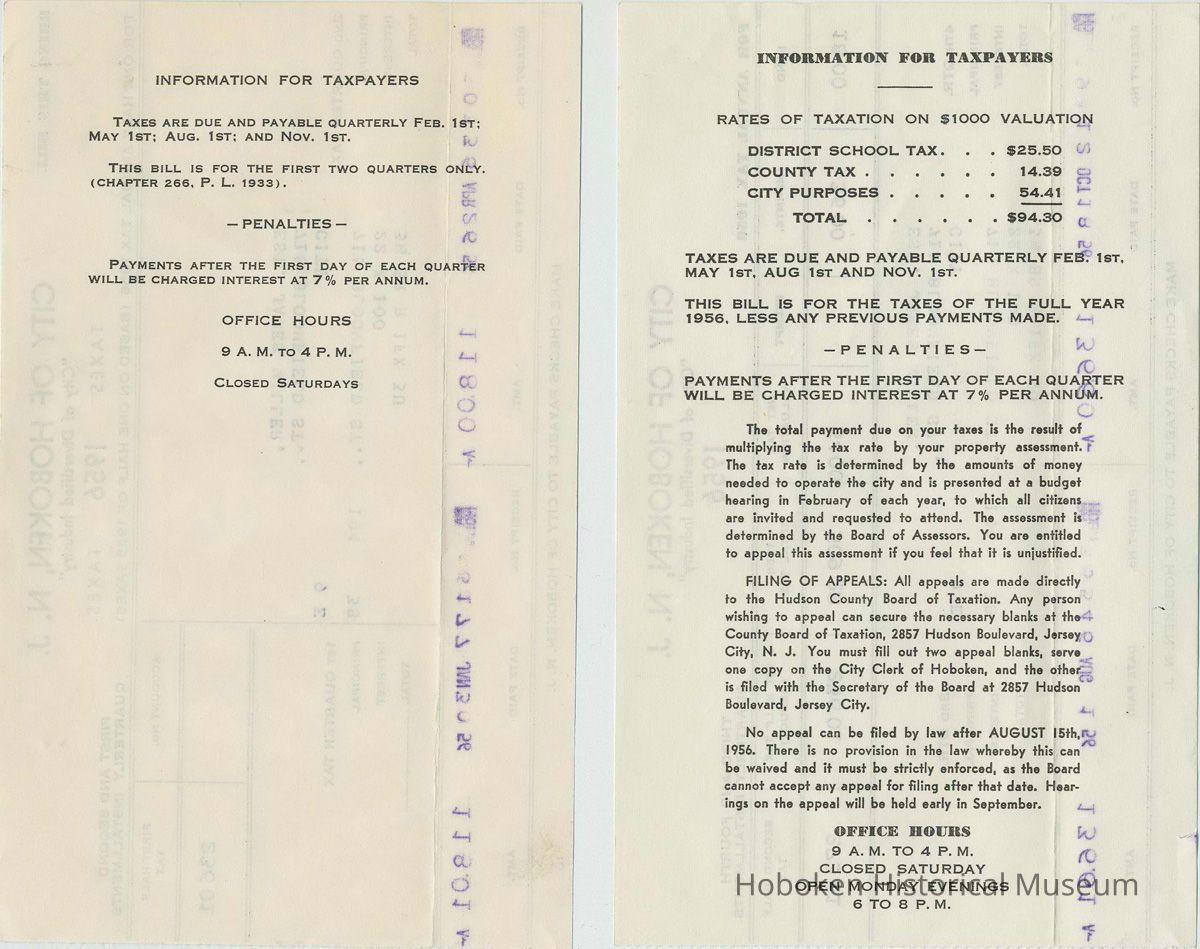 INFORMATION FOR TAXPAYERS
TAXES ARE DUE AND PAYABLE QUARTERLY FEB. 1ST;
MAY 1ST; AUG. 1ST; AND NOV. 1ST.
THIS BILL IS FOR THE FIRST TWO QUARTERS ONLY.
(CHAPTER 266, P. L. 1933).
—PENALTIES—
PAYMENTS AFTER THE FIRST DAY OF EACH QUARTER
WILL BE CHARGED INTEREST AT 7% PER ANNUM.
OFFICE HOURS
9 A. M. TO 4 P. M.
CLOSED SATURDAYS
11800
6177 JAN 30 56
11801
INFORMATION FOR TAXPAYERS
RATES OF TAXATION ON $1000 VALUATION
DISTRICT SCHOOL TAX. . . $25.50
COUNTY TAX . . . . . . 14.39
CITY PURPOSES . . . . . 54.41
TOTAL . . . . . . $94.30
TAXES ARE DUE AND PAYABLE QUARTERLY FEB. 1ST,
MAY 1ST, AUG 1ST AND NOV. 1ST.
THIS BILL IS FOR THE TAXES OF THE FULL YEAR
1956, LESS ANY PREVIOUS PAYMENTS MADE.
—PENALTIES—
PAYMENTS AFTER THE FIRST DAY OF EACH QUARTER
WILL BE CHARGED INTEREST AT 7% PER ANNUM.
The total payment due on your taxes is the result of
multiplying the tax rate by your property assessment.
The tax rate is determined by the amounts of money
needed to operate the city and is presented at a budget
hearing in February of each year, to which all citizens
are invited and requested to attend. The assessment is
determined by the Board of Assessors. You are entitled
to appeal this assessment if you feel that it is unjustified.
FILING OF APPEALS: All appeals are made directly
to the Hudson County Board of Taxation. Any person
wishing to appeal can secure the necessary blanks at the
County Board of Taxation, 2857 Hudson Boulevard, Jersey
City, N. J. You must fill out two appeal blanks, serve
one copy on the City Clerk of Hoboken, and the other
is filed with the Secretary of the Board at 2857 Hudson
Boulevard, Jersey City.
No appeal can be filed by law after AUGUST 15th,
1956. There is no provision in the law whereby this can
be waived and it must be strictly enforced, as the Board
cannot accept any appeal for filing after that date. Hear-
ings on the appeal will be held early in September.
OFFICE HOURS
9 A. M. TO 4 P. M.
CLOSED SATURDAY
OPEN MONDAY EVENINGS
6 TO 8 P. M.
OCT 18 56
AUG 1 56
Hoboken Historical Museum